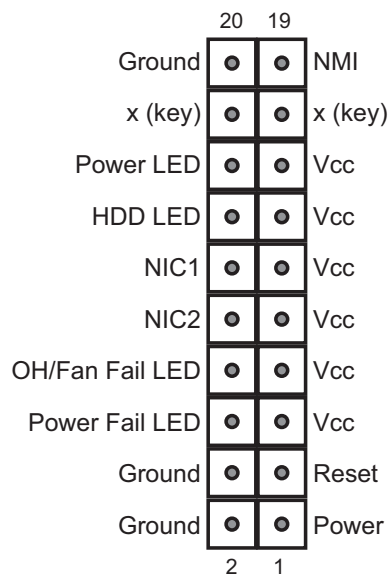 20 19
Ground NMI
x (key) x (key)
Power LED Vcc
HDD LED Vcc
NIC1 Vcc
NIC2 Vcc
OH/Fan Fail LED Vcc
Power Fail LED Vcc
Ground Reset
Ground Power
2 1